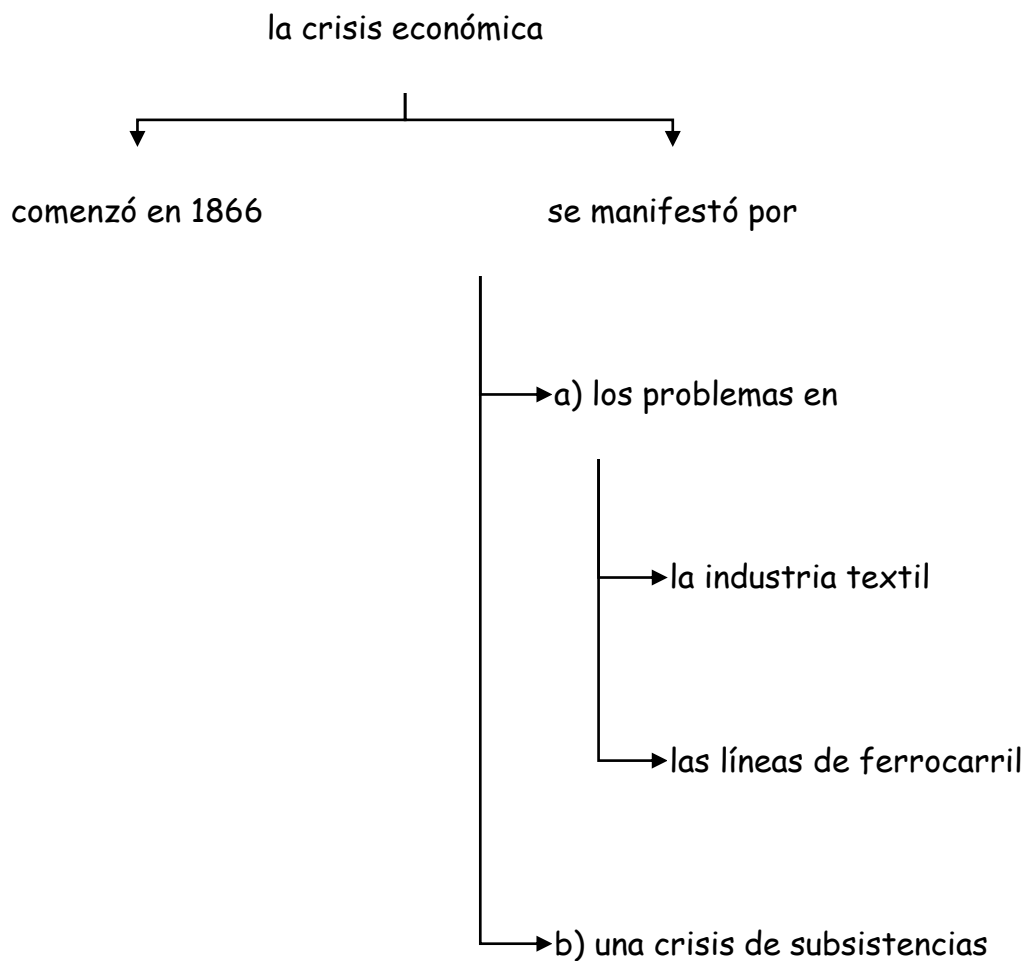 la crisis económica
comenzó en 1866
se manifestó por
a) los problemas en
la industria textil
las líneas de ferrocarril
b) una crisis de subsistencias